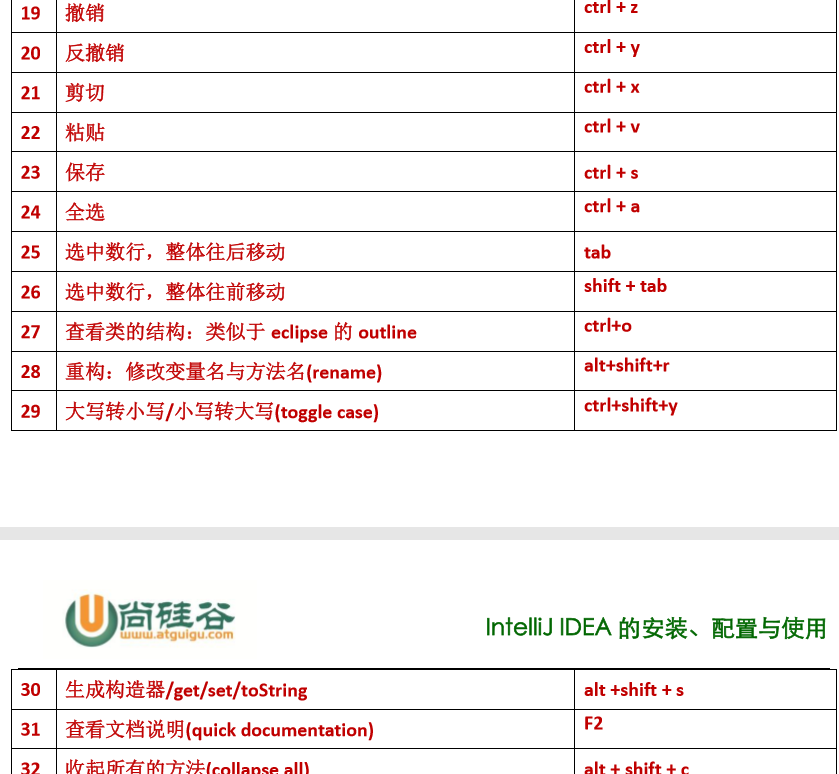 19 撤销 ctrl + z
20 反撤销 ctrl + y
21 剪切 ctrl + x
22 粘贴 ctrl + v
23 保存 ctrl + s
24 全选 ctrl + a
25 选中数行，整体往后移动 tab
26 选中数行，整体往前移动 shift + tab
27 查看类的结构：类似于 eclipse 的 outline ctrl+o
28 重构：修改变量名与方法名(rename) alt+shift+r
29 大写转小写/小写转大写(toggle case) ctrl+shift+y
尚硅谷
www.atguigu.com
IntelliJ IDEA 的安装、配置与使用
30 生成构造器/get/set/toString alt +shift + s
31 查看文档说明(quick documentation) F2
32 收起所有的方法(collapse all) alt + shift + c